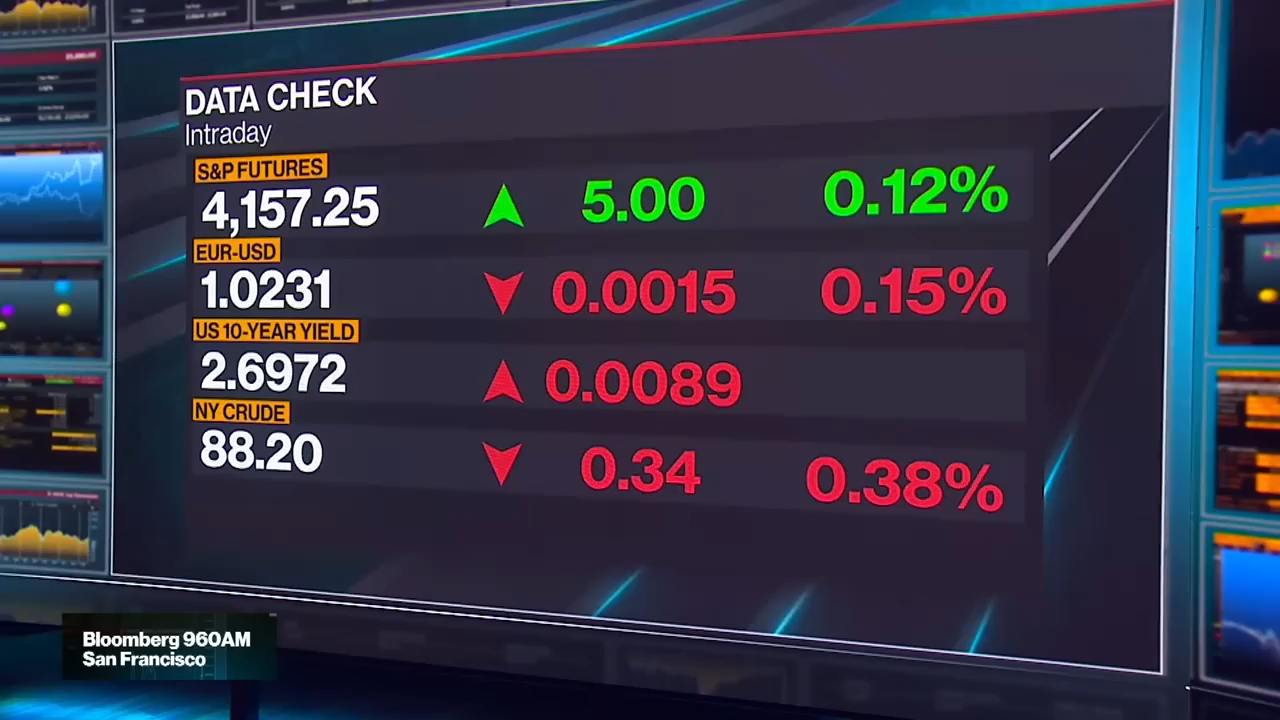 DATA CHECK
Intraday
S&P FUTURES
4,157.25 ▲ 5.00 0.12%
EUR-USD
1.0231 ▼ 0.0015 0.15%
US 10-YEAR YIELD
2.6972 ▲ 0.0089
NY CRUDE
88.20 ▼ 0.34 0.38%
Bloomberg 960AM
San Francisco